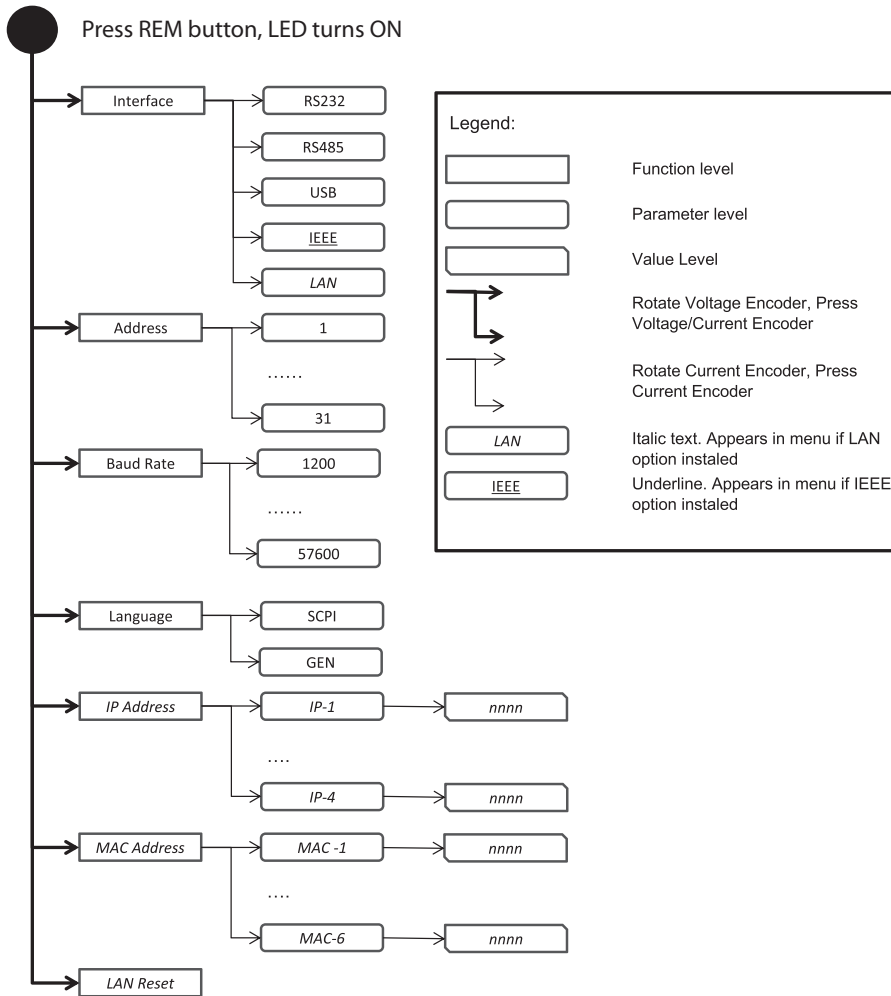 Press REM button, LED turns ON
Interface
RS232
RS485
USB
IEEE
LAN
Address
1
......
31
Baud Rate
1200
......
57600
Language
SCPI
GEN
IP Address
IP-1
nnnn
....
IP-4
nnnn
MAC Address
MAC -1
nnnn
....
MAC-6
nnnn
LAN Reset
Legend:
Function level
Parameter level
Value Level
Rotate Voltage Encoder, Press
Voltage/Current Encoder
Rotate Current Encoder, Press
Current Encoder
LAN
Italic text. Appears in menu if LAN
option instaled
IEEE
Underline. Appears in menu if IEEE
option instaled